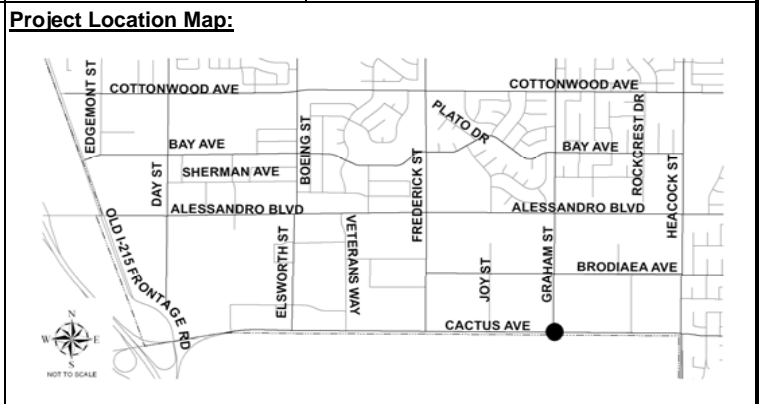 Project Location Map:
EDGEMONT ST
COTTONWOOD AVE
COTTONWOOD AVE
PLATO DR
ROCKCREST DR
BAY AVE
BOEING ST
BAY AVE
DAY ST
SHERMAN AVE
FREDERICK ST
HEACOCK ST
ALESSANDRO BLVD
ALESSANDRO BLVD
OLD I-215 FRONTAGE RD
ELSWORTH ST
VETERANS WAY
JOY ST
GRAHAM ST
BRODIAEA AVE
CACTUS AVE
N
W
E
S
NOT TO SCALE